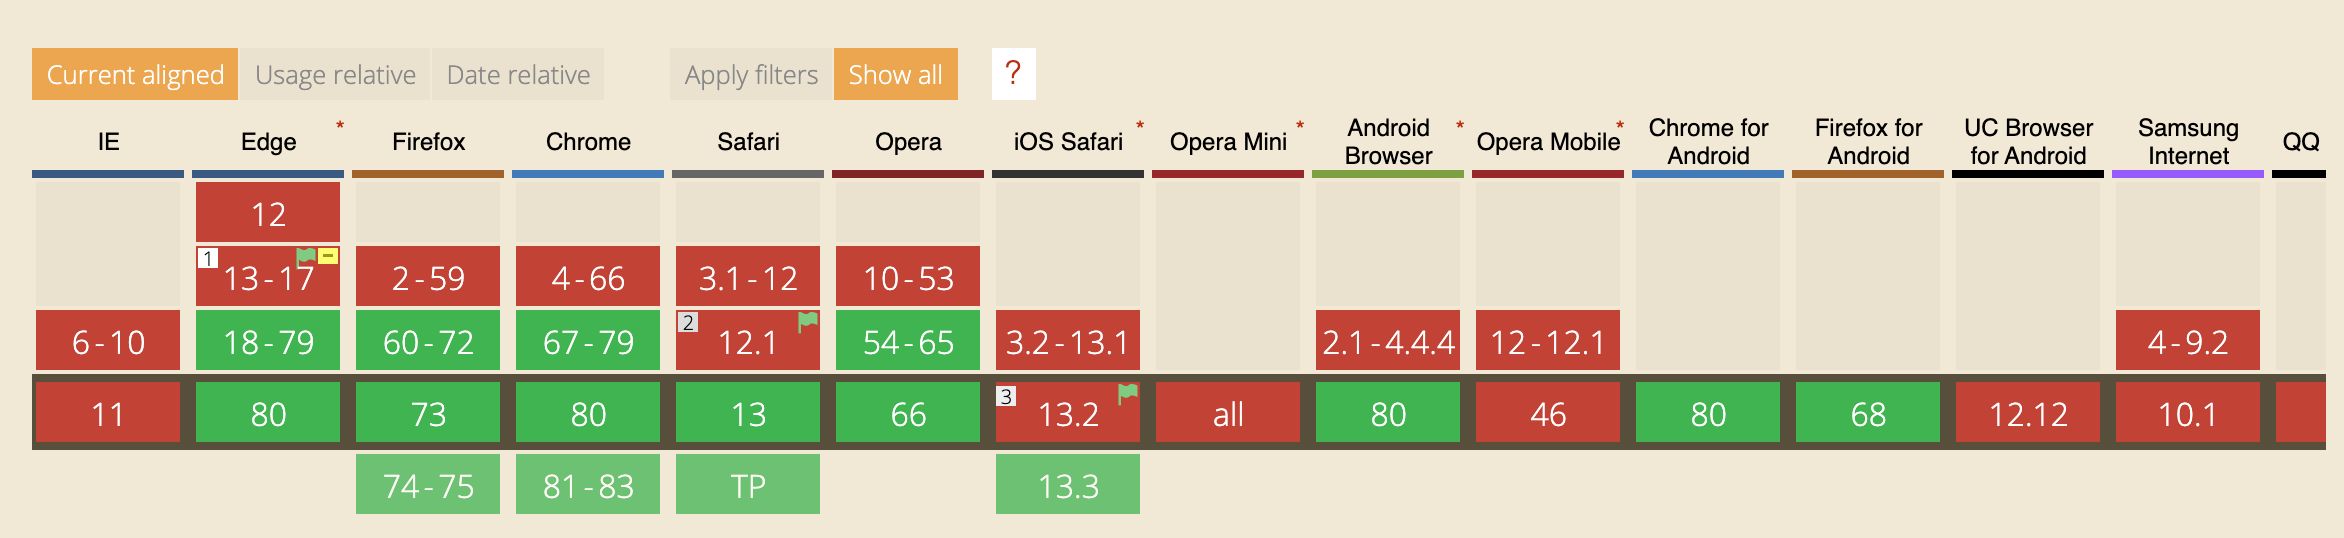 Current aligned Usage relative Date relative Apply filters Show all ?
IE Edge * Firefox Chrome Safari Opera iOS Safari * Opera Mini * Android Browser * Opera Mobile * Chrome for Android Firefox for Android UC Browser for Android Samsung Internet QQ
12
1 13-17 2-59 4-66 3.1-12 10-53
6-10 18-79 60-72 67-79 2 12.1 54-65 3.2-13.1 2.1-4.4.4 12-12.1 4-9.2
11 80 73 80 13 66 3 13.2 all 80 46 80 68 12.12 10.1
74-75 81-83 TP 13.3